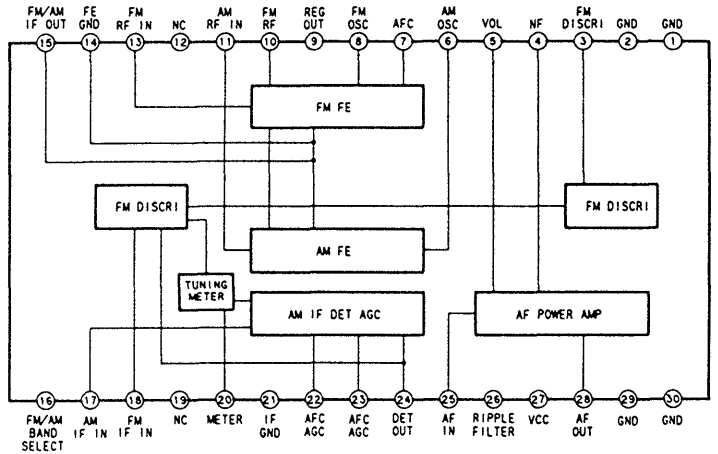 FM/AM FE FM AM FM REG FM AM FM
IF OUT GND RF IN NC RF IN RF OUT OSC AFC OSC VOL NF DISCRI GND GND
15 14 13 12 11 10 9 8 7 6 5 4 3 2 1
FM FE
FM DISCRI
FM DISCRI
AM FE
TUNING
METER
AM IF DET AGC
AF POWER AMP
16 17 18 19 20 21 22 23 24 25 26 27 28 29 30
FM/AM AM FM NC METER IF AFC AFC DET AF RIPPLE VCC AF GND GND
BAND IF IN IF IN GND AGC AGC OUT IN FILTER OUT
SELECT